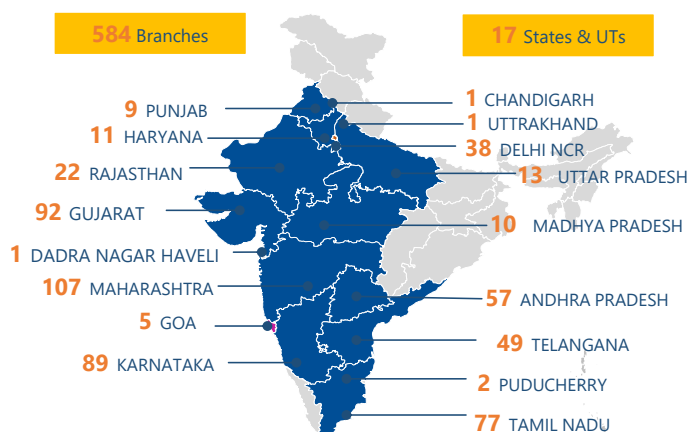 584 Branches
17 States & UTs
9 PUNJAB
11 HARYANA
22 RAJASTHAN
92 GUJARAT
1 DADRA NAGAR HAVELI
107 MAHARASHTRA
5 GOA
89 KARNATAKA
1 CHANDIGARH
1 UTTRAKHAND
38 DELHI NCR
13 UTTAR PRADESH
10 MADHYA PRADESH
57 ANDHRA PRADESH
49 TELANGANA
2 PUDUCHERRY
77 TAMIL NADU